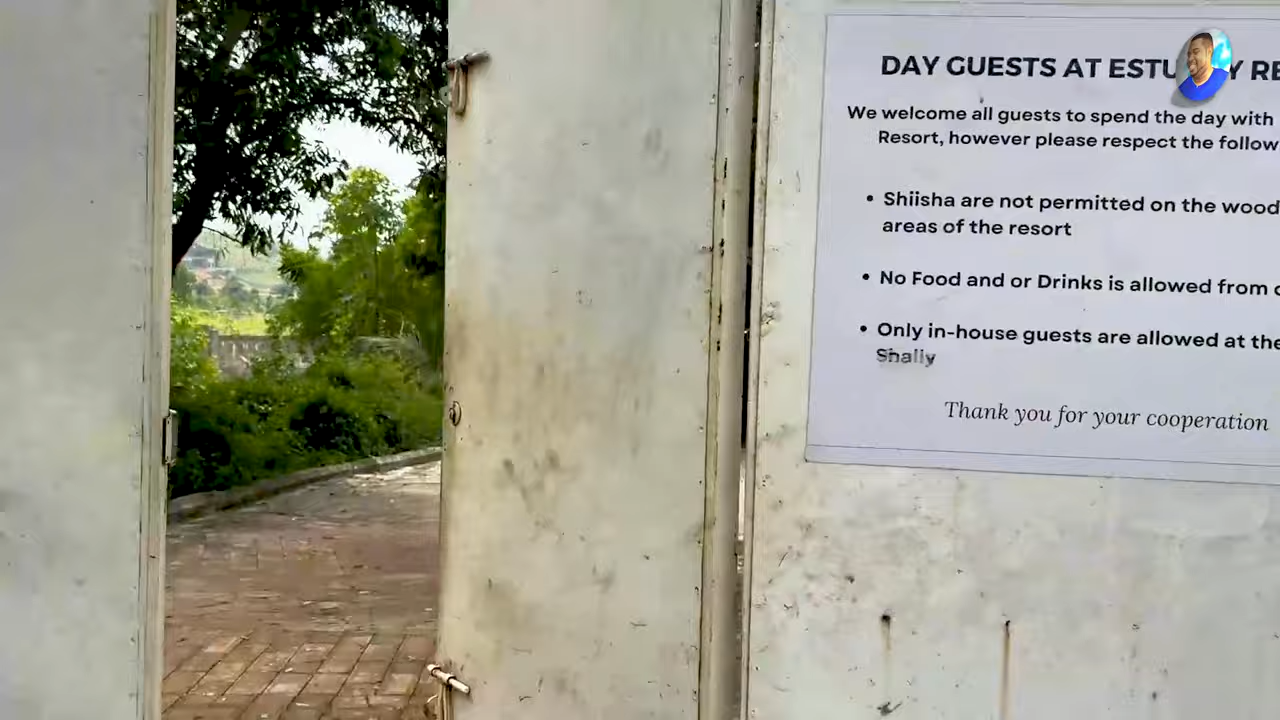 DAY GUESTS AT
We welcome all guests to spend the day with
Resort, however please respect the follow
• Shiisha are not permitted on the wood
areas of the resort
• No Food and or Drinks is allowed from
• Only in-house guests are allowed at the
Shally
Thank you for your cooperation